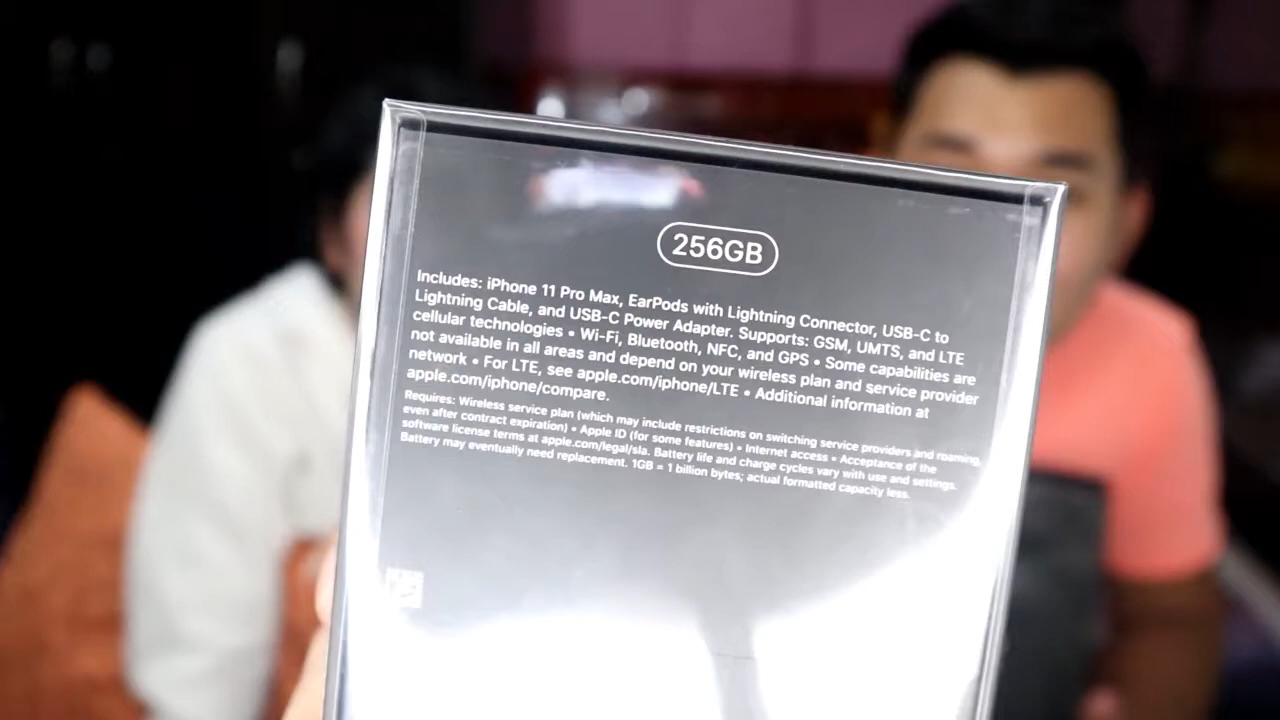 256GB
Includes: iPhone 11 Pro Max, EarPods with Lightning Connector, USB-C to
Lightning Cable, and USB-C Power Adapter. Supports: GSM, UMTS, and LTE
cellular technologies • Wi-Fi, Bluetooth, NFC, and GPS • Some capabilities are
not available in all areas and depend on your wireless plan and service provider
network • For LTE, see apple.com/iphone/LTE • Additional information at
apple.com/iphone/compare.
Requires: Wireless service plan (which may include restrictions on switching service providers and roaming,
even after contract expiration) • Apple ID (for some features) • Internet access • Acceptance of the
software license terms at apple.com/legal/sla. Battery life and charge cycles vary with use and settings.
Battery may eventually need replacement. 1GB = 1 billion bytes; actual formatted capacity less.